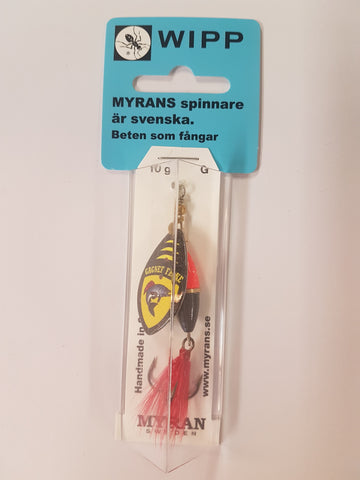 WIPP
MYRANS spinnare
är svenska.
Beten som fångar
10 g G
Handmade in
www.myrans.se
MYRAN
SWEDEN